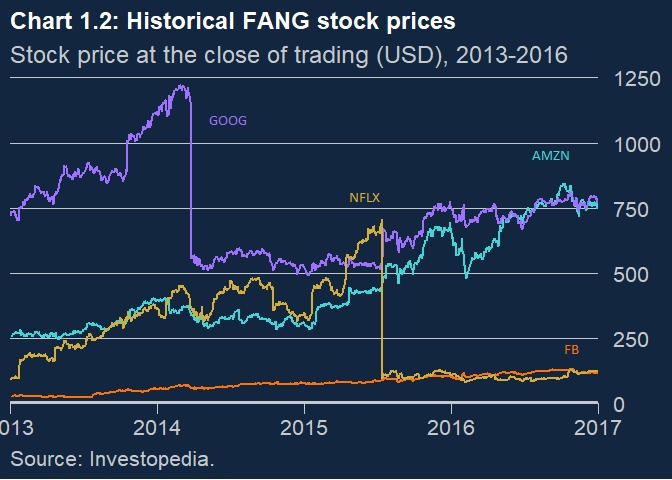 Chart 1.2: Historical FANG stock prices
Stock price at the close of trading (USD), 2013-2016
1250
GOOG
1000
AMZN
NFLX
750
500
FB
250
0
013 2014 2015 2016 2017
Source: Investopedia.